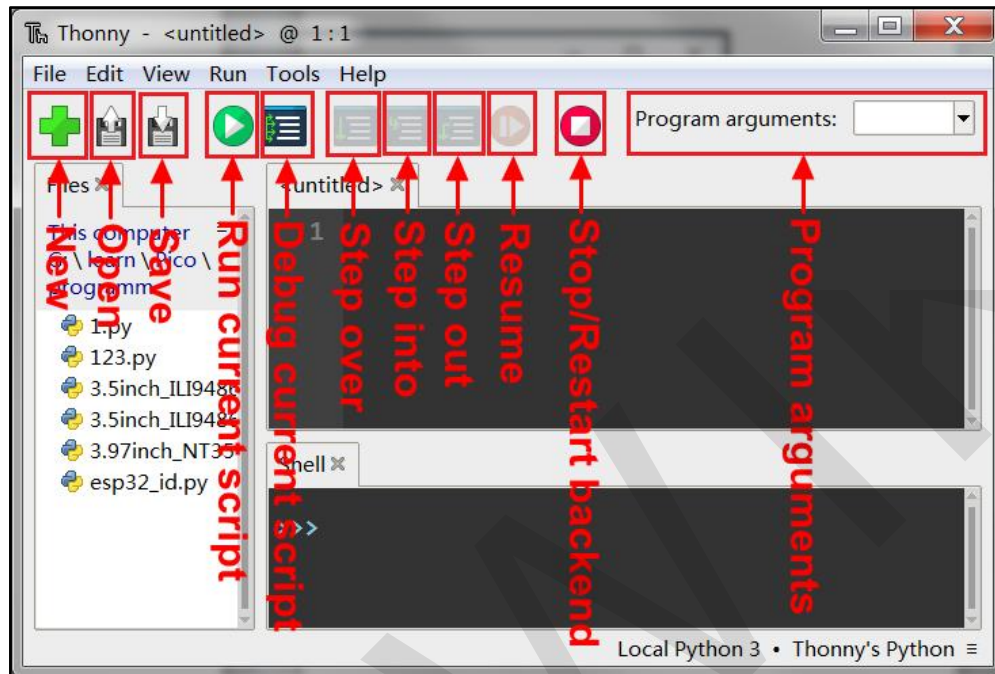 Thonny - <untitled> @ 1:1
File Edit View Run Tools Help
Program arguments:
Files
<untitled>
This computer
\ learn \ Pico \
programm
1
1.py
123.py
3.5inch_ILI9486
3.5inch_ILI9486
3.97inch_NT35
esp32_id.py
Shell
>>>
New
Open
Save
Run current script
Debug current script
Step over
Step into
Step out
Resume
Stop/Restart backend
Program arguments
Local Python 3 • Thonny's Python ≡